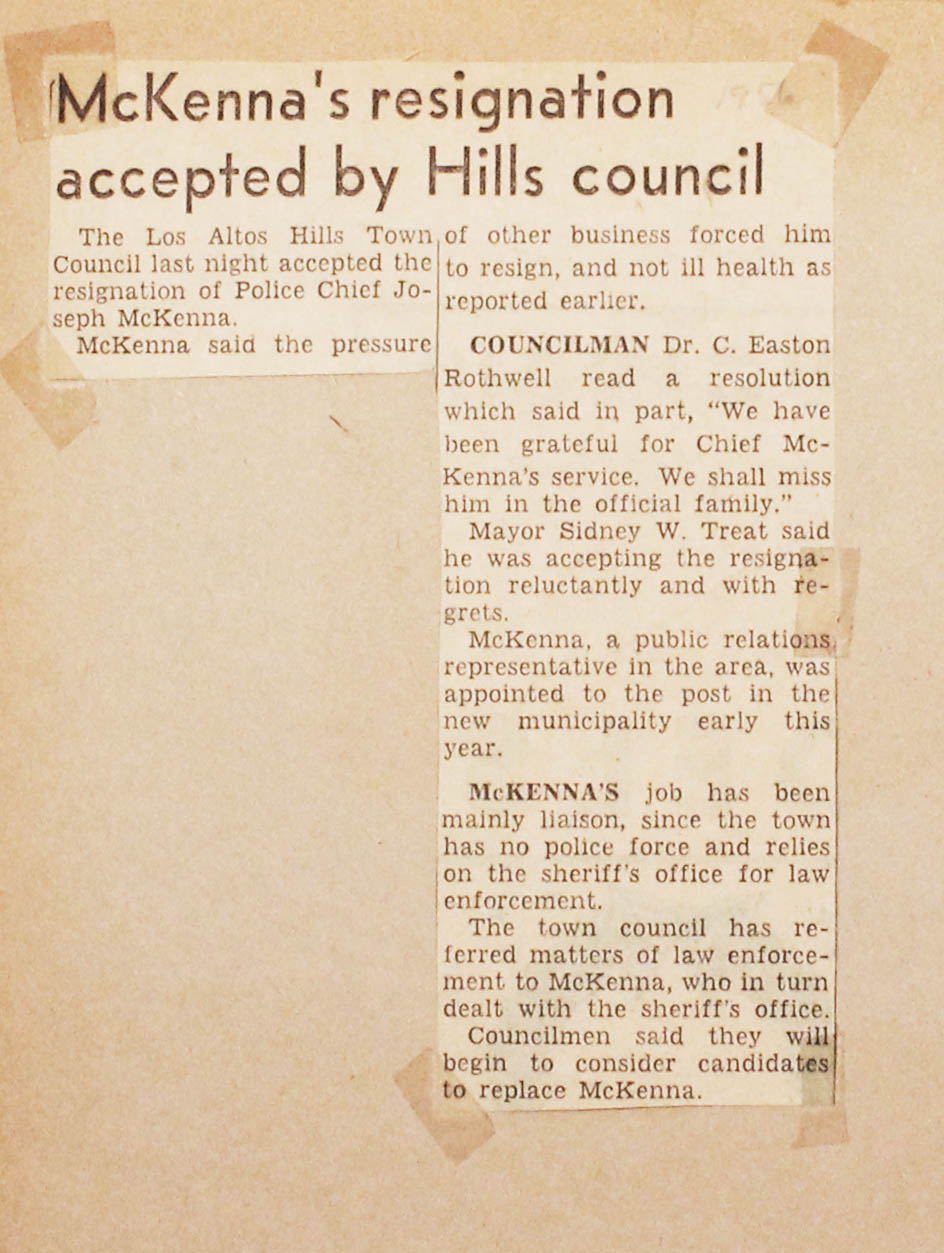 McKenna's resignation
accepted by Hills council
The Los Altos Hills Town
Council last night accepted the
resignation of Police Chief Jo-
seph McKenna.
McKenna said the pressure
of other business forced him
to resign, and not ill health as
reported earlier.
COUNCILMAN Dr. C. Easton
Rothwell read a resolution
which said in part, “We have
been grateful for Chief Mc-
Kenna's service. We shall miss
him in the official family.”
Mayor Sidney W. Treat said
he was accepting the resigna-
tion reluctantly and with re-
grets.
McKenna, a public relations
representative in the area, was
appointed to the post in the
new municipality early this
year.
McKENNA'S job has been
mainly liaison, since the town
has no police force and relies
on the sheriff's office for law
enforcement.
The town council has re-
ferred matters of law enforce-
ment to McKenna, who in turn
dealt with the sheriff's office.
Councilmen said they will
begin to consider candidates
to replace McKenna.